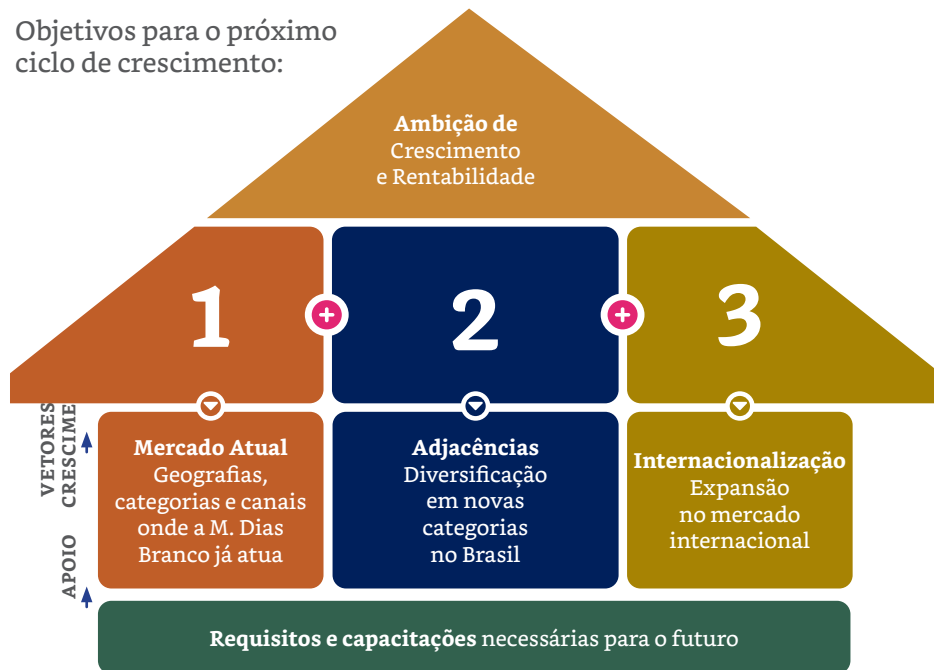 Objetivos para o próximo
ciclo de crescimento:
Ambição de
Crescimento
e Rentabilidade
1
+
2
+
3
VETORES
CRESCIME
Mercado Atual
Geografias,
categorias e canais
onde a M. Dias
Branco já atua
Adjacências
Diversificação
em novas
categorias
no Brasil
Internacionalização
Expansão
no mercado
internacional
APOIO
Requisitos e capacitações necessárias para o futuro